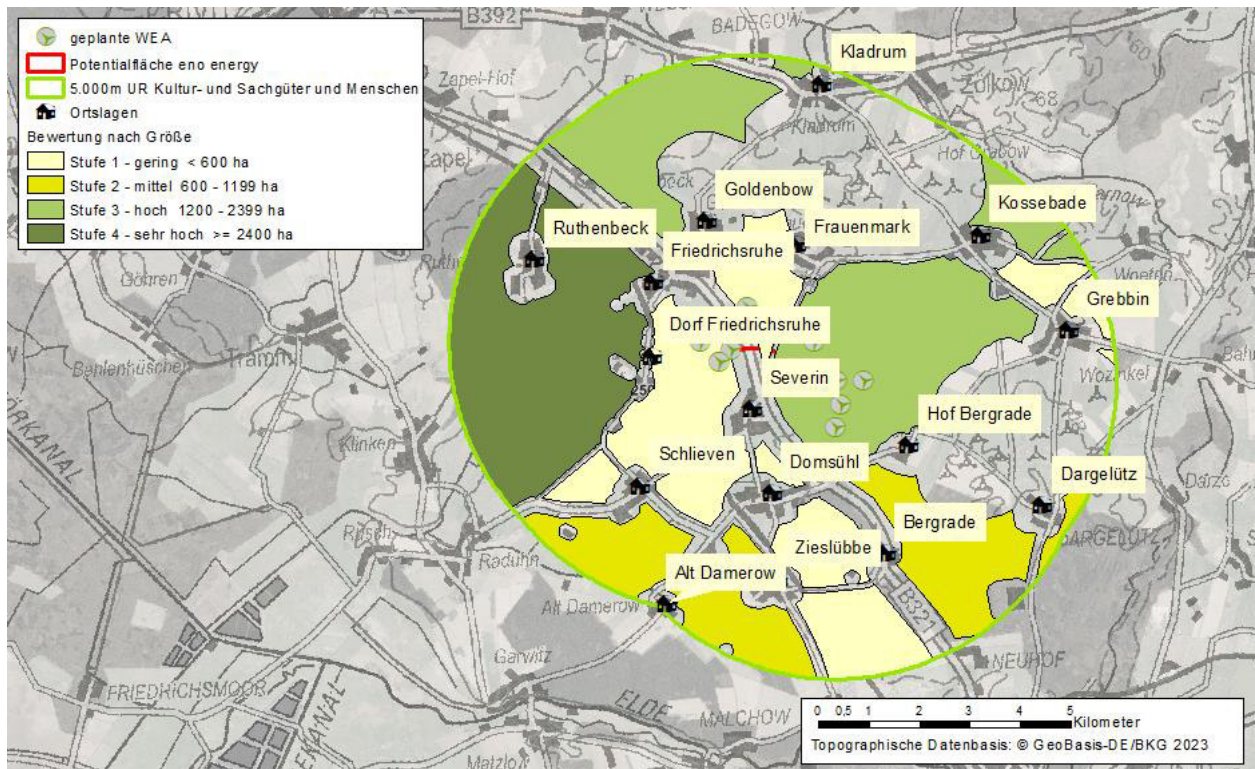 geplante WEA
Potentialfläche eno energy
5.000m UR Kultur- und Sachgüter und Menschen
Ortslagen
Bewertung nach Größe
Stufe 1 - gering < 600 ha
Stufe 2 - mittel 600 - 1199 ha
Stufe 3 - hoch 1200 - 2399 ha
Stufe 4 - sehr hoch >= 2400 ha
B392
BADEGOW
Kladrum
Zapel-Hof
Zölkow
68
Kladrum
Zapel
Hof Grabow
Goldenbow
Kossebade
Ruthenbeck
Frauenmark
Friedrichsruhe
Göhren
Grebbin
Dorf Friedrichsruhe
Tramm
Bahlenhüschen
Severin
Wozinkel
Hof Bergrade
Klinken
Schlieven
Domsühl
Dargelütz
Bergrade
DARGELÜTZ
Zieslübbe
Raduhn
Alt Damerow
Alt Damerow
B321
Garwitz
NEUHOF
FRIEDRICHSMOOR
ELDE
MALCHOW
Matzlow
0 0,5 1 2 3 4 5
Kilometer
Topographische Datenbasis: © GeoBasis-DE/BKG 2023